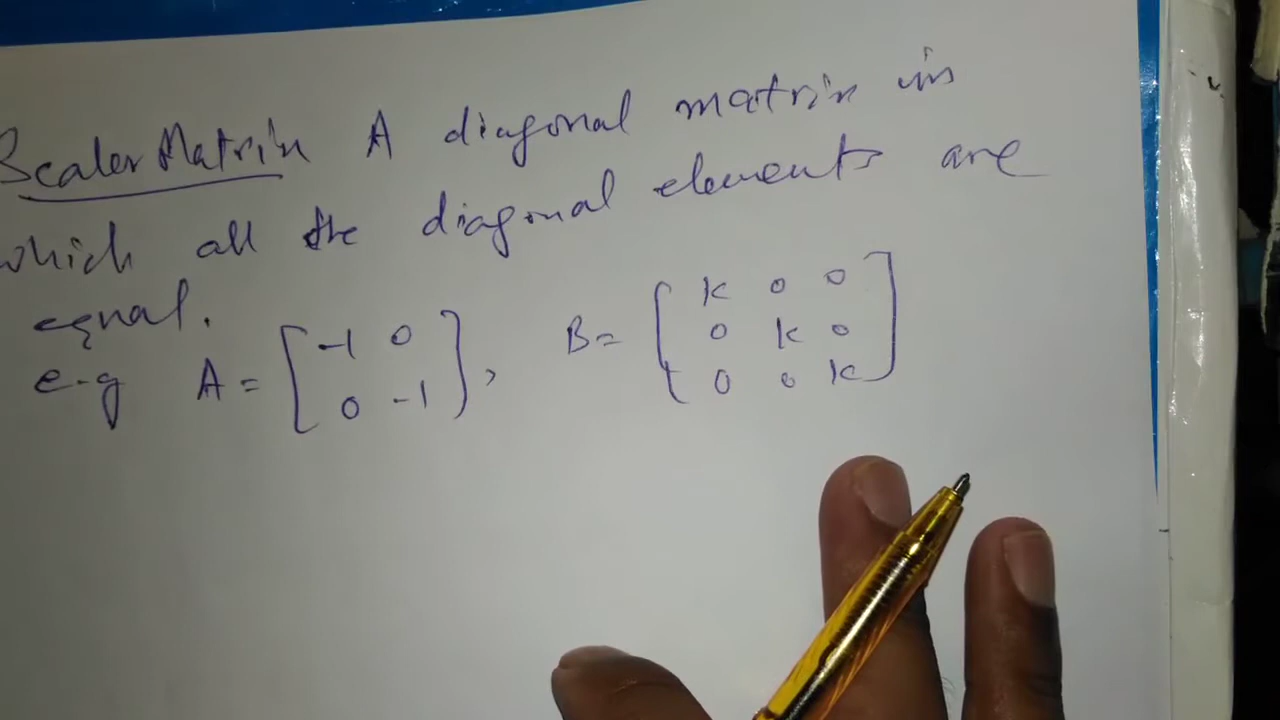 Scaler Matrix A diagonal matrix in
which all the diagonal elements are
equal.
e-g A = [ -1 0 0 -1 ], B = [ k 0 0 0 k 0 0 0 k ]